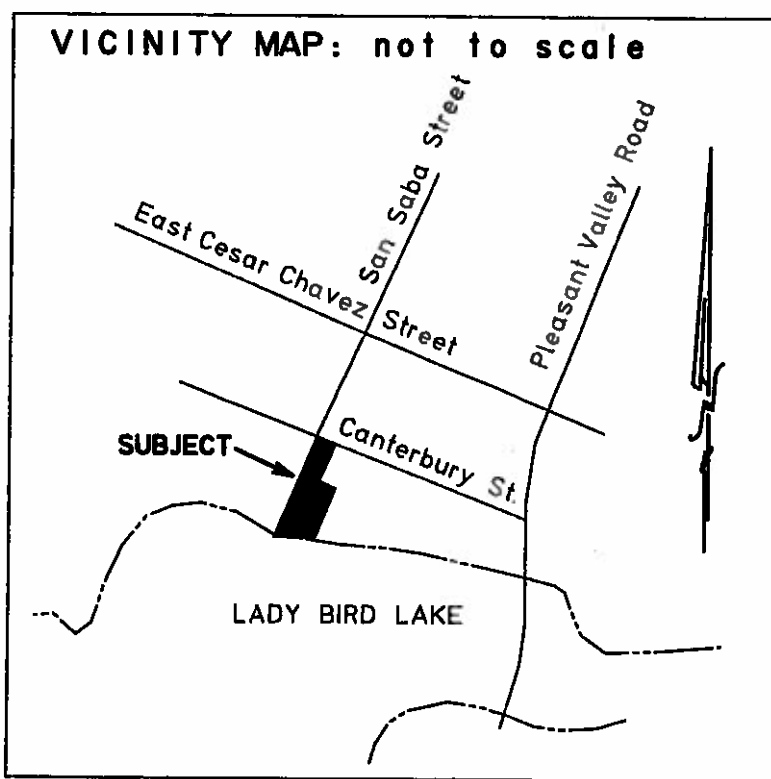 VICINITY MAP: not to scale
San Saba Street
Pleasant Valley Road
East Cesar Chavez Street
SUBJECT
Canterbury St.
LADY BIRD LAKE
N